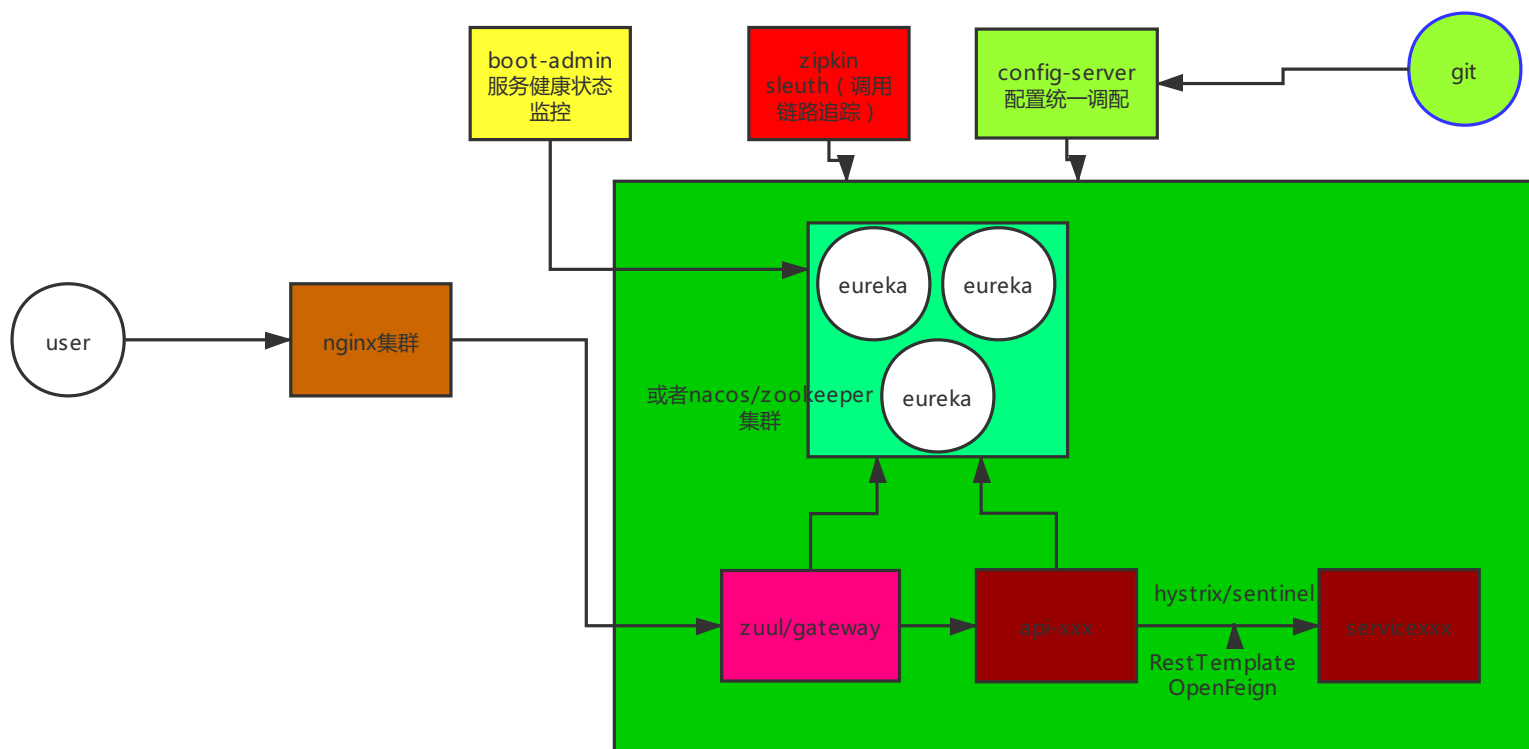 boot-admin
服务健康状态
监控
zipkin
sleuth（调用
链路追踪）
config-server
配置统一调配
git
user
nginx集群
eureka
eureka
eureka
或者nacos/zookeeper
集群
zuul/gateway
api-xxx
hystrix/sentinel
RestTemplate
OpenFeign
servicexxx